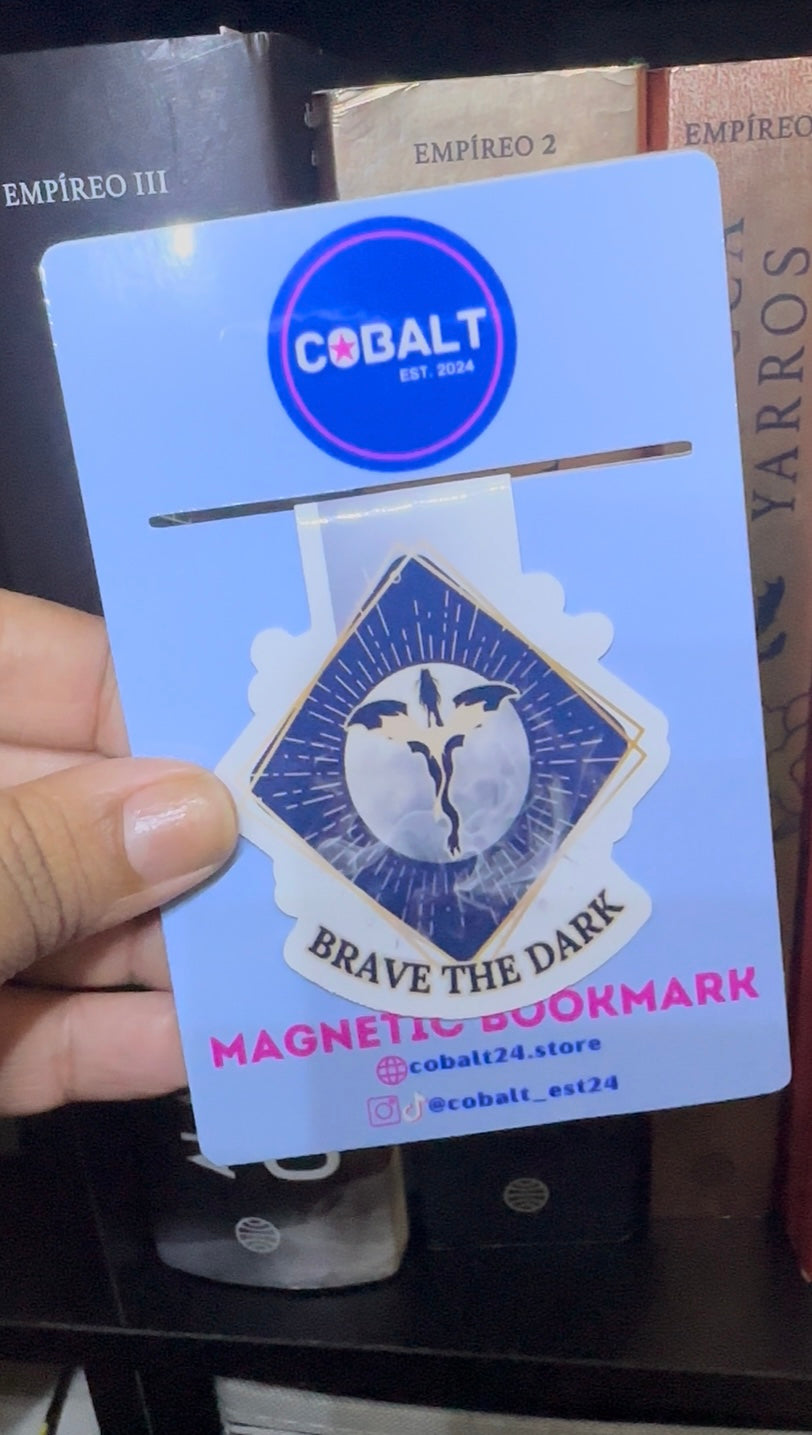 EMPÍREO III
EMPÍREO 2
EMPÍREO
YARROS
COBALT
EST. 2024
BRAVE THE DARK
MAGNETIC BOOKMARK
cobalt24.store
@cobalt_est24